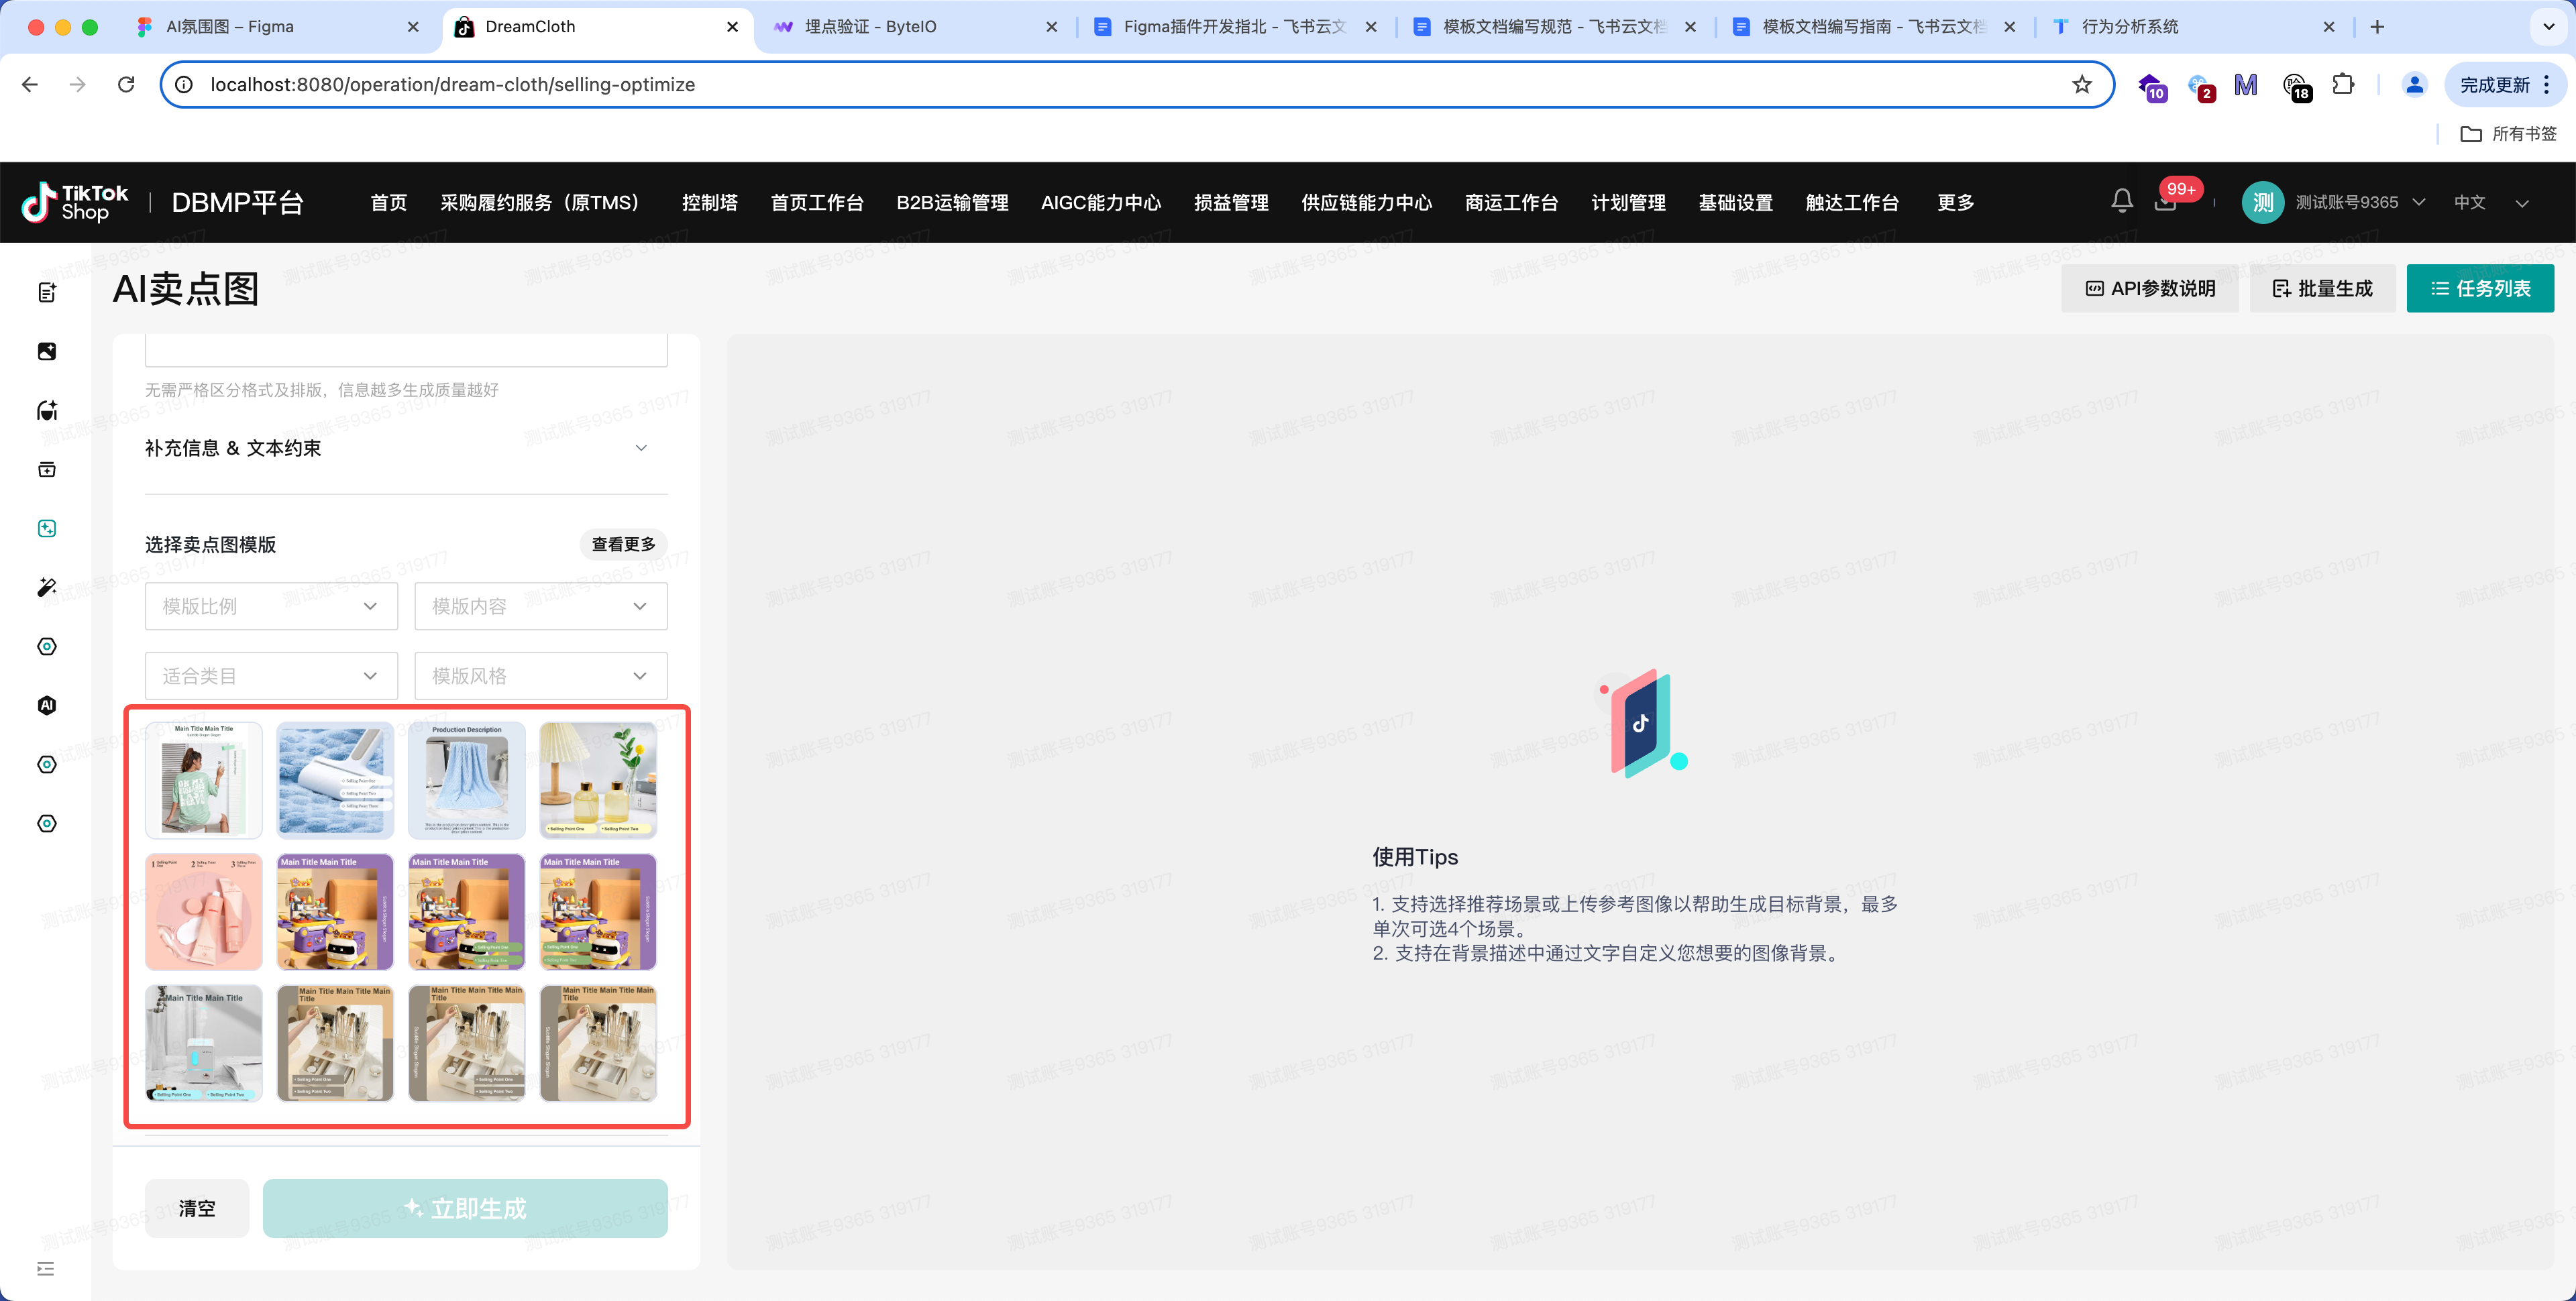 AI氛围图 – Figma
DreamCloth
埋点验证 - ByteIO
Figma插件开发指北 - 飞书云文
模板文档编写规范 - 飞书云文档
模板文档编写指南 - 飞书云文档
行为分析系统
localhost:8080/operation/dream-cloth/selling-optimize
10
2
18
完成更新
所有书签
TikTok
Shop
DBMP平台
首页
采购履约服务（原TMS）
控制塔
首页工作台
B2B运输管理
AIGC能力中心
损益管理
供应链能力中心
商运工作台
计划管理
基础设置
触达工作台
更多
99+
测
测试账号9365
中文
AI卖点图
API参数说明
批量生成
任务列表
无需严格区分格式及排版，信息越多生成质量越好
补充信息 & 文本约束
选择卖点图模版
查看更多
模版比例
模版内容
适合类目
模版风格
Main Title Main Title
Production Description
Selling Point One
Selling Point Two
Main Title Main Title
Main Title Main Title
Main Title Main Title
Main Title Main Title
Main Title Main Title Main
Title
Main Title Main Title Main
Title
Main Title Main Title Main
Title
清空
立即生成
AI
使用Tips
1. 支持选择推荐场景或上传参考图像以帮助生成目标背景，最多
单次可选4个场景。
2. 支持在背景描述中通过文字自定义您想要的图像背景。
测试账号9365 319177